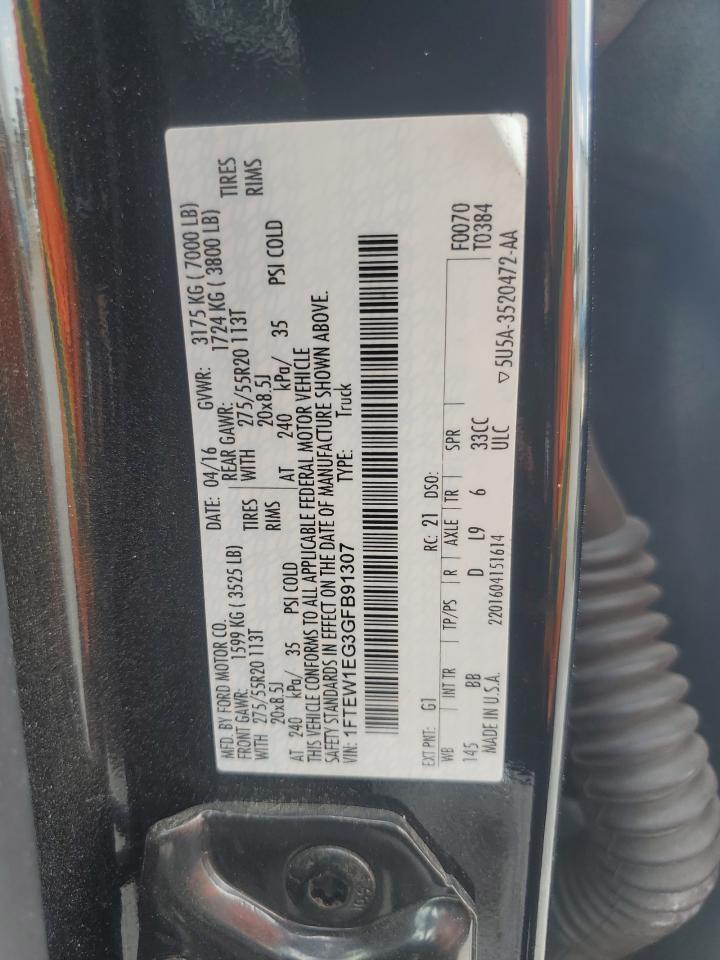 MFD. BY FORD MOTOR CO.
DATE: 04/16 GVWR: 3175 KG ( 7000 LB)
FRONT GAWR: 1599 KG ( 3525 LB) REAR GAWR: 1724 KG ( 3800 LB)
WITH 275/55R20 113T TIRES WITH 275/55R20 113T TIRES
20x8.5J RIMS 20x8.5J RIMS
AT 240 kPa/ 35 PSI COLD AT 240 kPa/ 35 PSI COLD
THIS VEHICLE CONFORMS TO ALL APPLICABLE FEDERAL MOTOR VEHICLE
SAFETY STANDARDS IN EFFECT ON THE DATE OF MANUFACTURE SHOWN ABOVE.
VIN: 1FTEW1EG3GFB91307 TYPE: Truck
EXT PNT: G1 RC: 21 DSO: F0070
T0384
WB INT TR TP/PS R AXLE TR SPR
145 BB D L9 6 33CC
ULC
MADE IN U.S.A. 2201604151614 ▽5U5A-3520472-AA